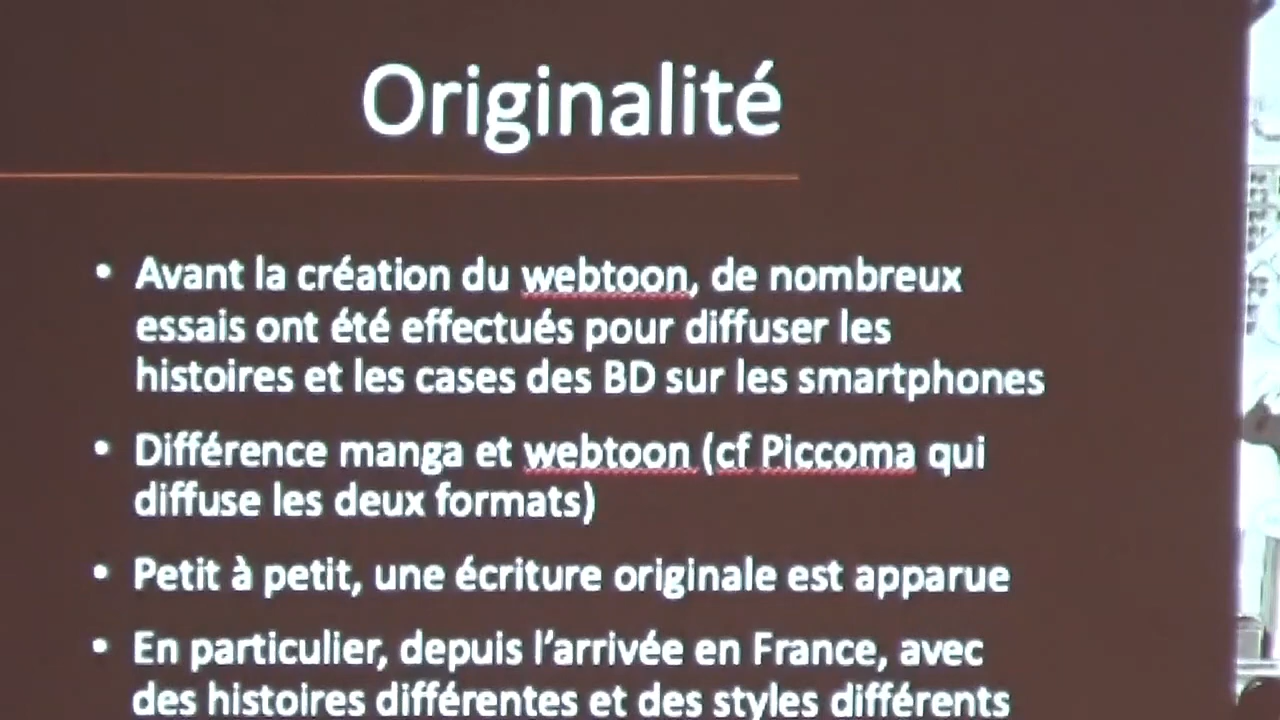 Originalité
• Avant la création du webtoon, de nombreux
essais ont été effectués pour diffuser les
histoires et les cases des BD sur les smartphones
• Différence manga et webtoon (cf Piccoma qui
diffuse les deux formats)
• Petit à petit, une écriture originale est apparue
• En particulier, depuis l’arrivée en France, avec
des histoires différentes et des styles différents